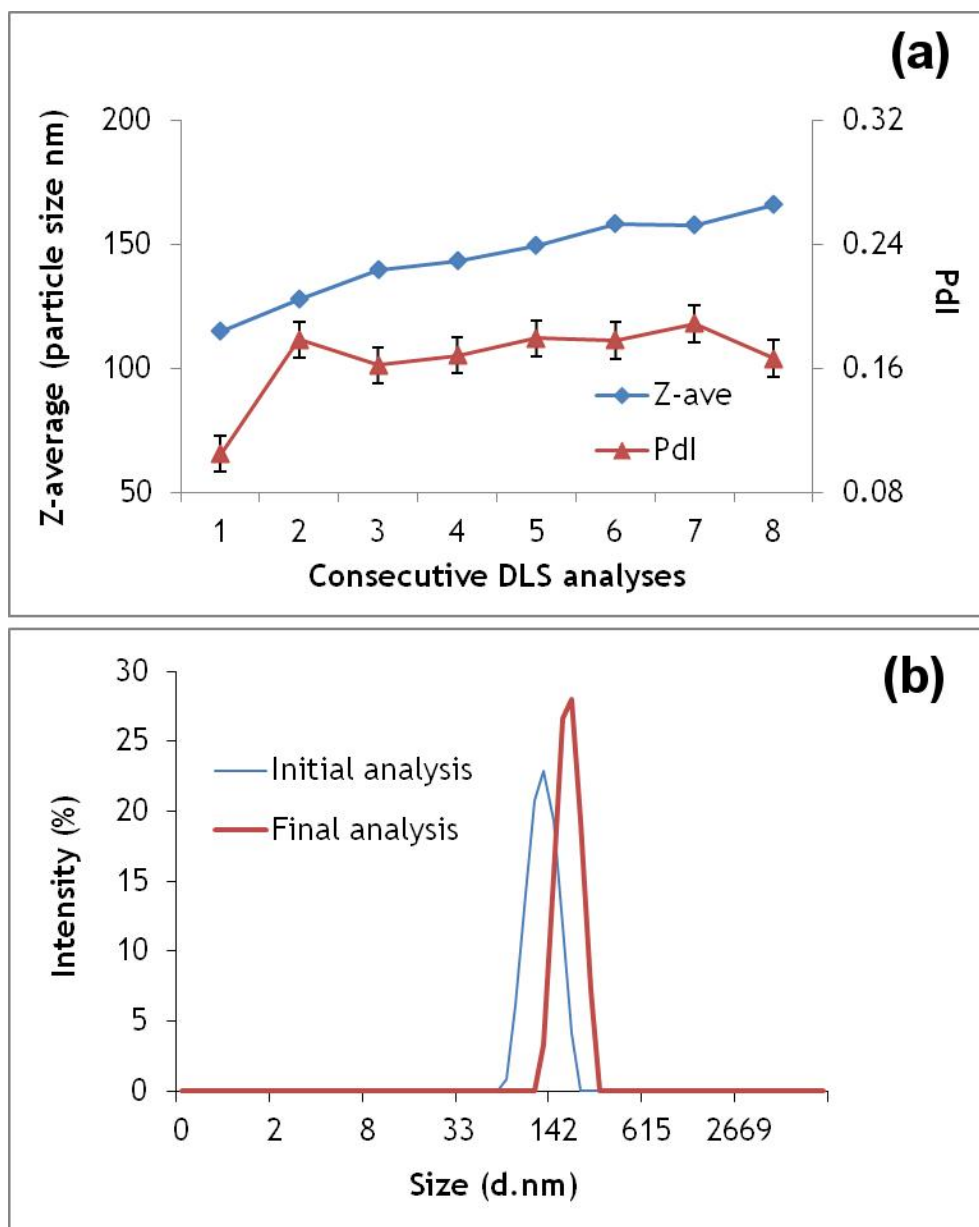 (a)
Z-average (particle size nm)
200
150
100
50
0.32
0.24
0.16
0.08
PdI
Z-ave
PdI
1 2 3 4 5 6 7 8
Consecutive DLS analyses
(b)
Intensity (%)
30
25
20
15
10
5
0
Initial analysis
Final analysis
0 2 8 33 142 615 2669
Size (d.nm)